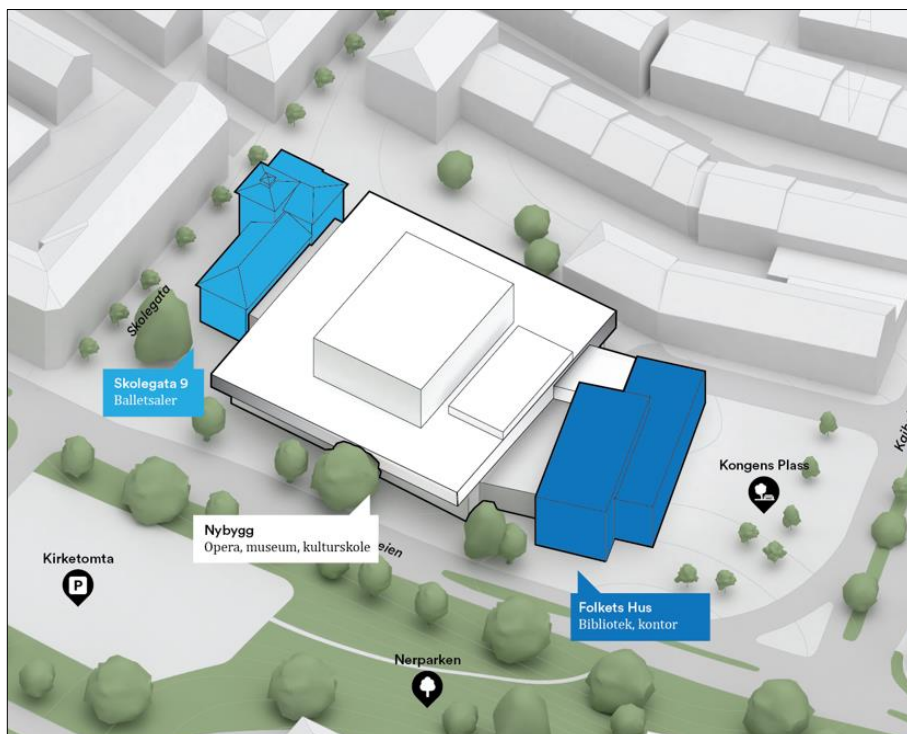 Skolegata
Skolegata 9
Balletsaler
Kongens Plass
Nybygg
Opera, museum, kulturskole
Kirketomta
P
Folkets Hus
Bibliotek, kontor
Nerparken